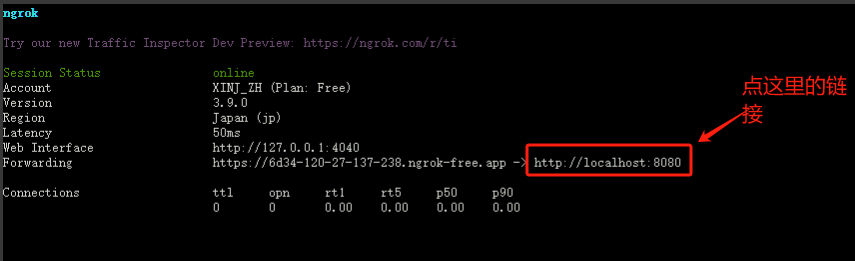 ngrok
Try our new Traffic Inspector Dev Preview: https://ngrok.com/r/ti
Session Status online
Account XINJ_ZH (Plan: Free)
Version 3.9.0
Region Japan (jp)
Latency 50ms
Web Interface http://127.0.0.1:4040
Forwarding https://6d34-120-27-137-238.ngrok-free.app -> http://localhost:8080
Connections ttl opn rt1 rt5 p50 p90
0 0 0.00 0.00 0.00 0.00
点这里的链
接